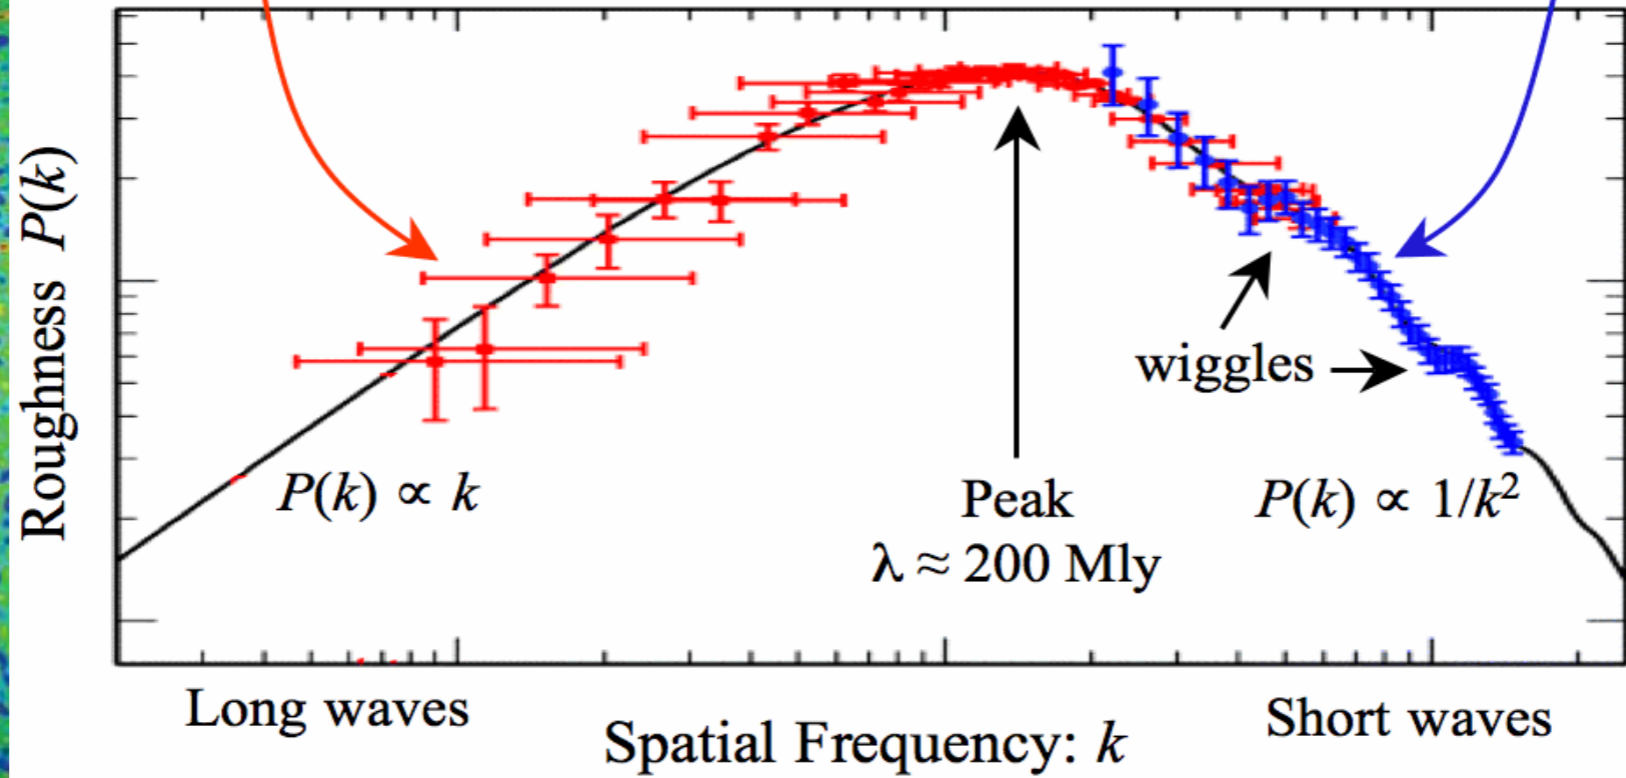 Roughness P(k)
wiggles
P(k) ∝ k
Peak
λ ≈ 200 Mly
P(k) ∝ 1/k²
Long waves
Short waves
Spatial Frequency: k